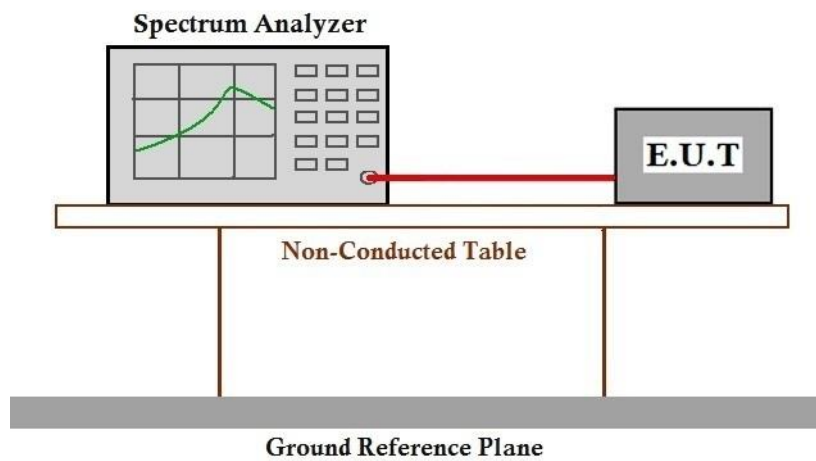 Spectrum Analyzer
E.U.T
Non-Conducted Table
Ground Reference Plane